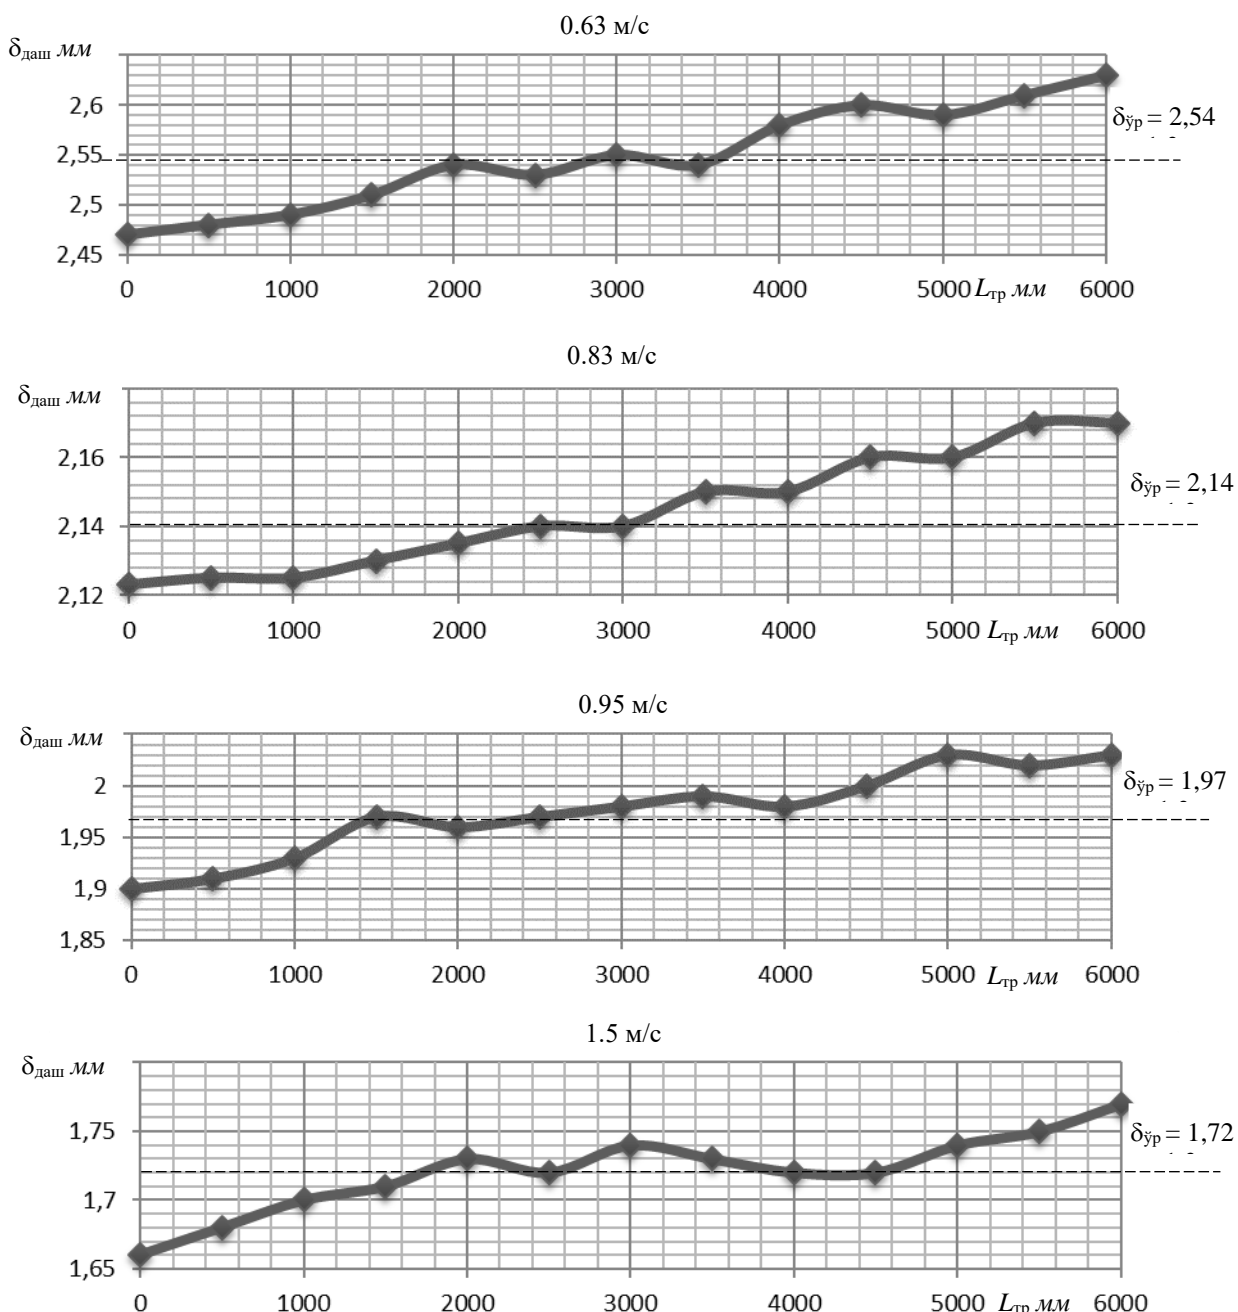 0.63 м/с
δдаш мм
2,6
δўр = 2,54
2,55
2,5
2,45
0 1000 2000 3000 4000 5000 Lтр мм 6000
0.83 м/с
δдаш мм
2,16
δўр = 2,14
2,14
2,12
0 1000 2000 3000 4000 5000 Lтр мм 6000
0.95 м/с
δдаш мм
2
δўр = 1,97
1,95
1,9
1,85
0 1000 2000 3000 4000 5000 Lтр мм 6000
1.5 м/с
δдаш мм
1,75
δўр = 1,72
1,7
1,65
0 1000 2000 3000 4000 5000 Lтр мм 6000